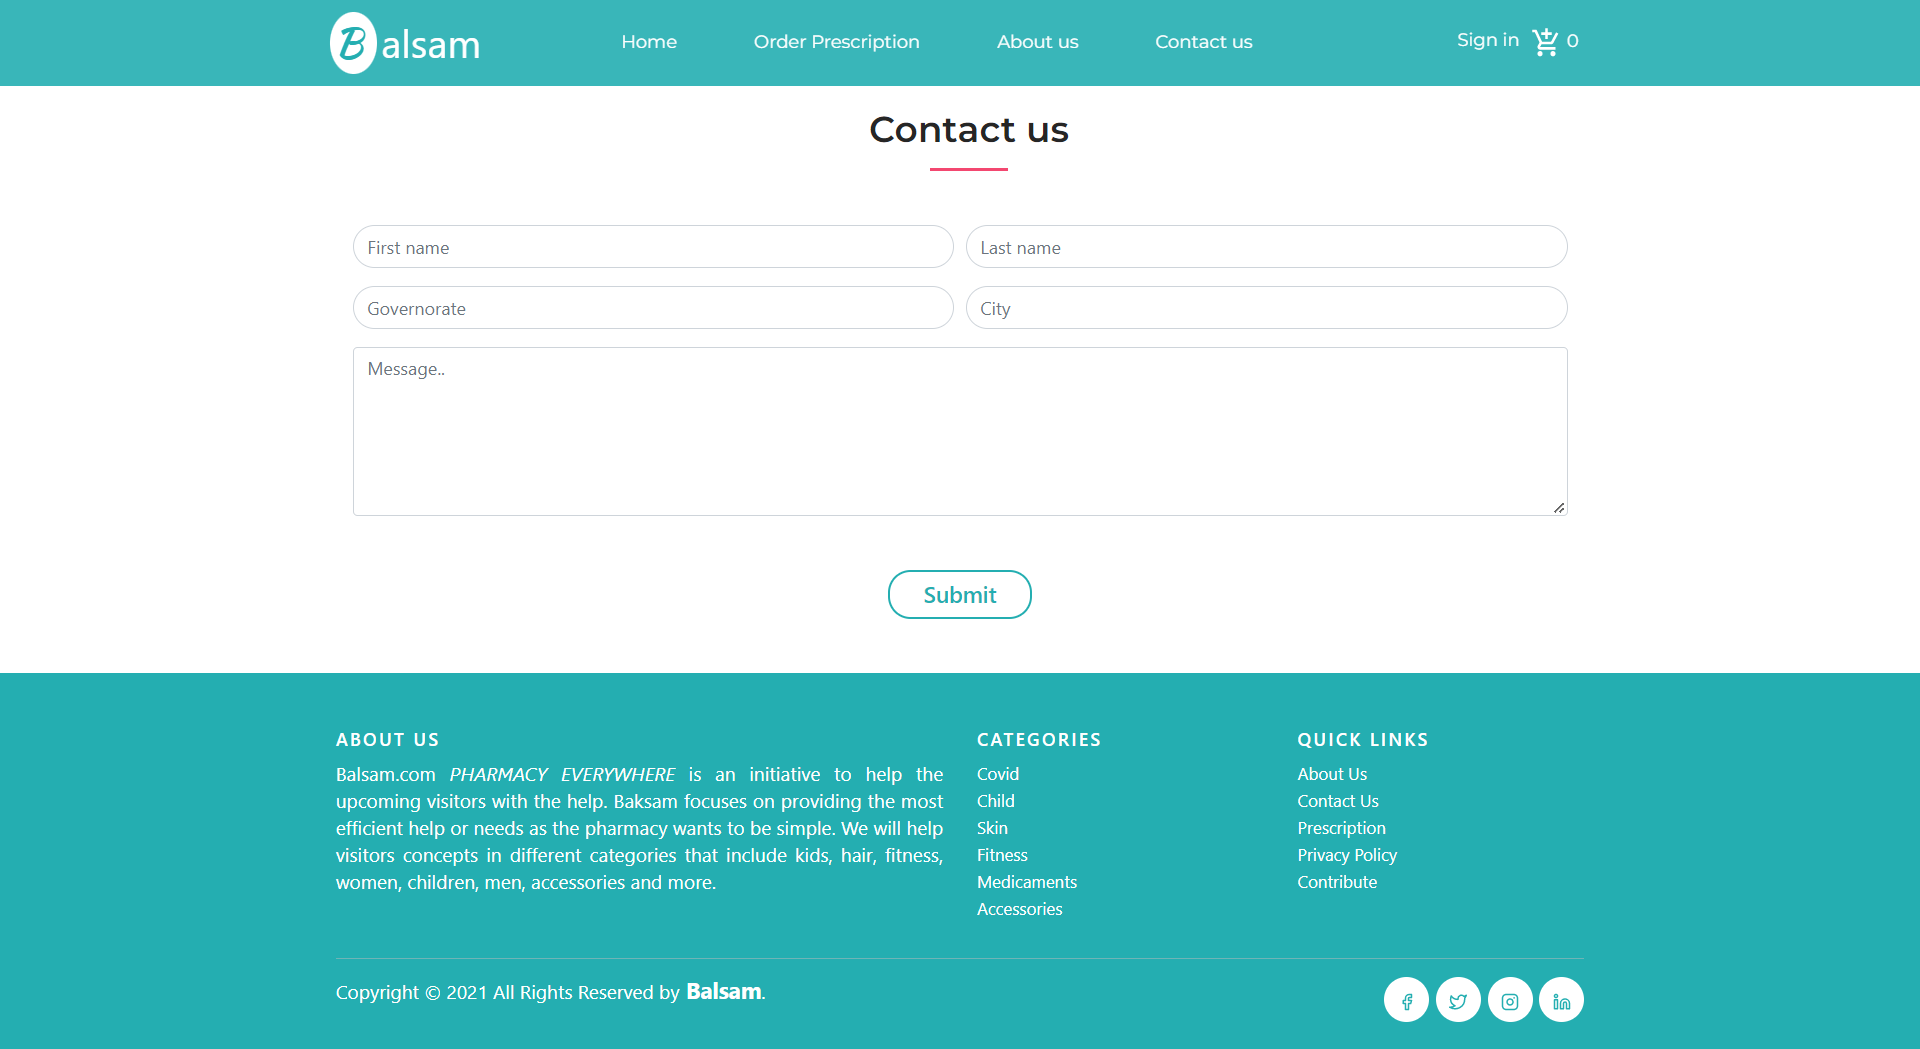 Balsam
Home
Order Prescription
About us
Contact us
Sign in
0
Contact us
First name
Last name
Governorate
City
Message..
Submit
ABOUT US
Balsam.com PHARMACY EVERYWHERE is an initiative to help the
upcoming visitors with the help. Baksam focuses on providing the most
efficient help or needs as the pharmacy wants to be simple. We will help
visitors concepts in different categories that include kids, hair, fitness,
women, children, men, accessories and more.
CATEGORIES
Covid
Child
Skin
Fitness
Medicaments
Accessories
QUICK LINKS
About Us
Contact Us
Prescription
Privacy Policy
Contribute
Copyright © 2021 All Rights Reserved by Balsam.